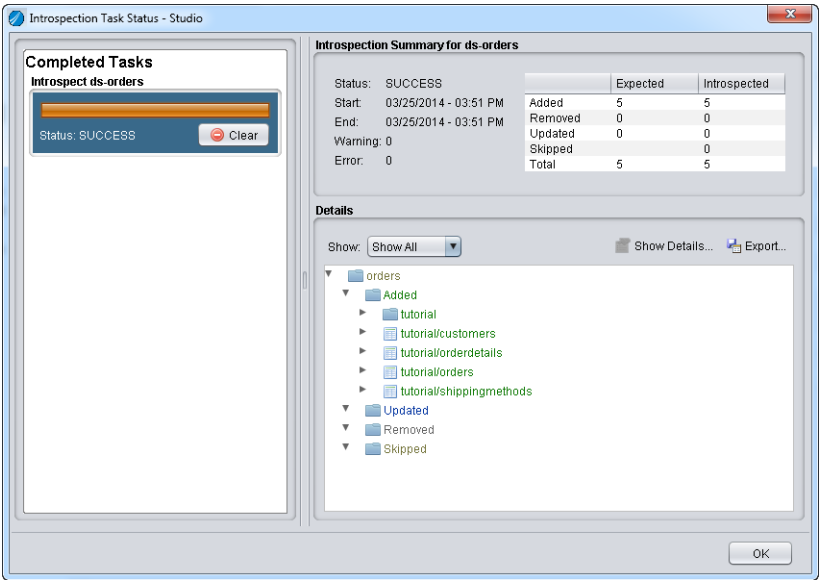 Introspection Task Status - Studio
Completed Tasks
Introspect ds-orders
Status: SUCCESS
Clear
Introspection Summary for ds-orders
Status: SUCCESS
Start: 03/25/2014 - 03:51 PM
End: 03/25/2014 - 03:51 PM
Warning: 0
Error: 0
Expected Introspected
Added 5 5
Removed 0 0
Updated 0 0
Skipped 0
Total 5 5
Details
Show: Show All Show Details... Export...
orders
Added
tutorial
tutorial/customers
tutorial/orderdetails
tutorial/orders
tutorial/shippingmethods
Updated
Removed
Skipped
OK